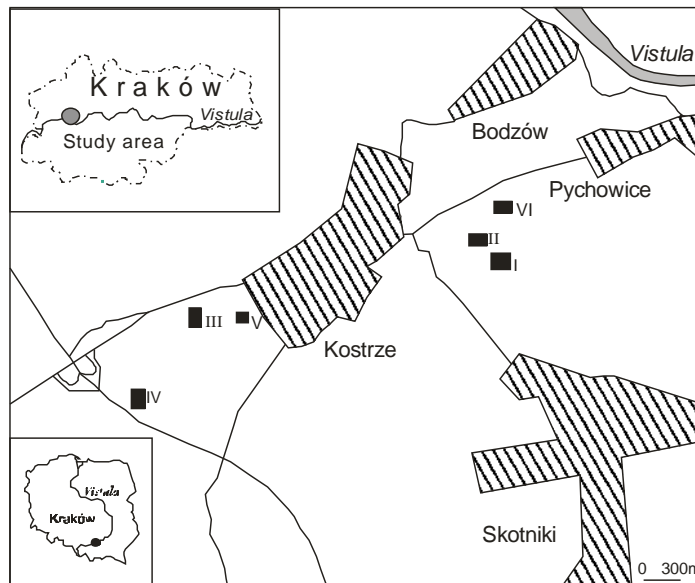 Kraków
Vistula
Study area
Vistula
Bodzów
Pychowice
VI
II
I
Kostrze
III
V
IV
Vistula
Kraków
Skotniki
0 300m